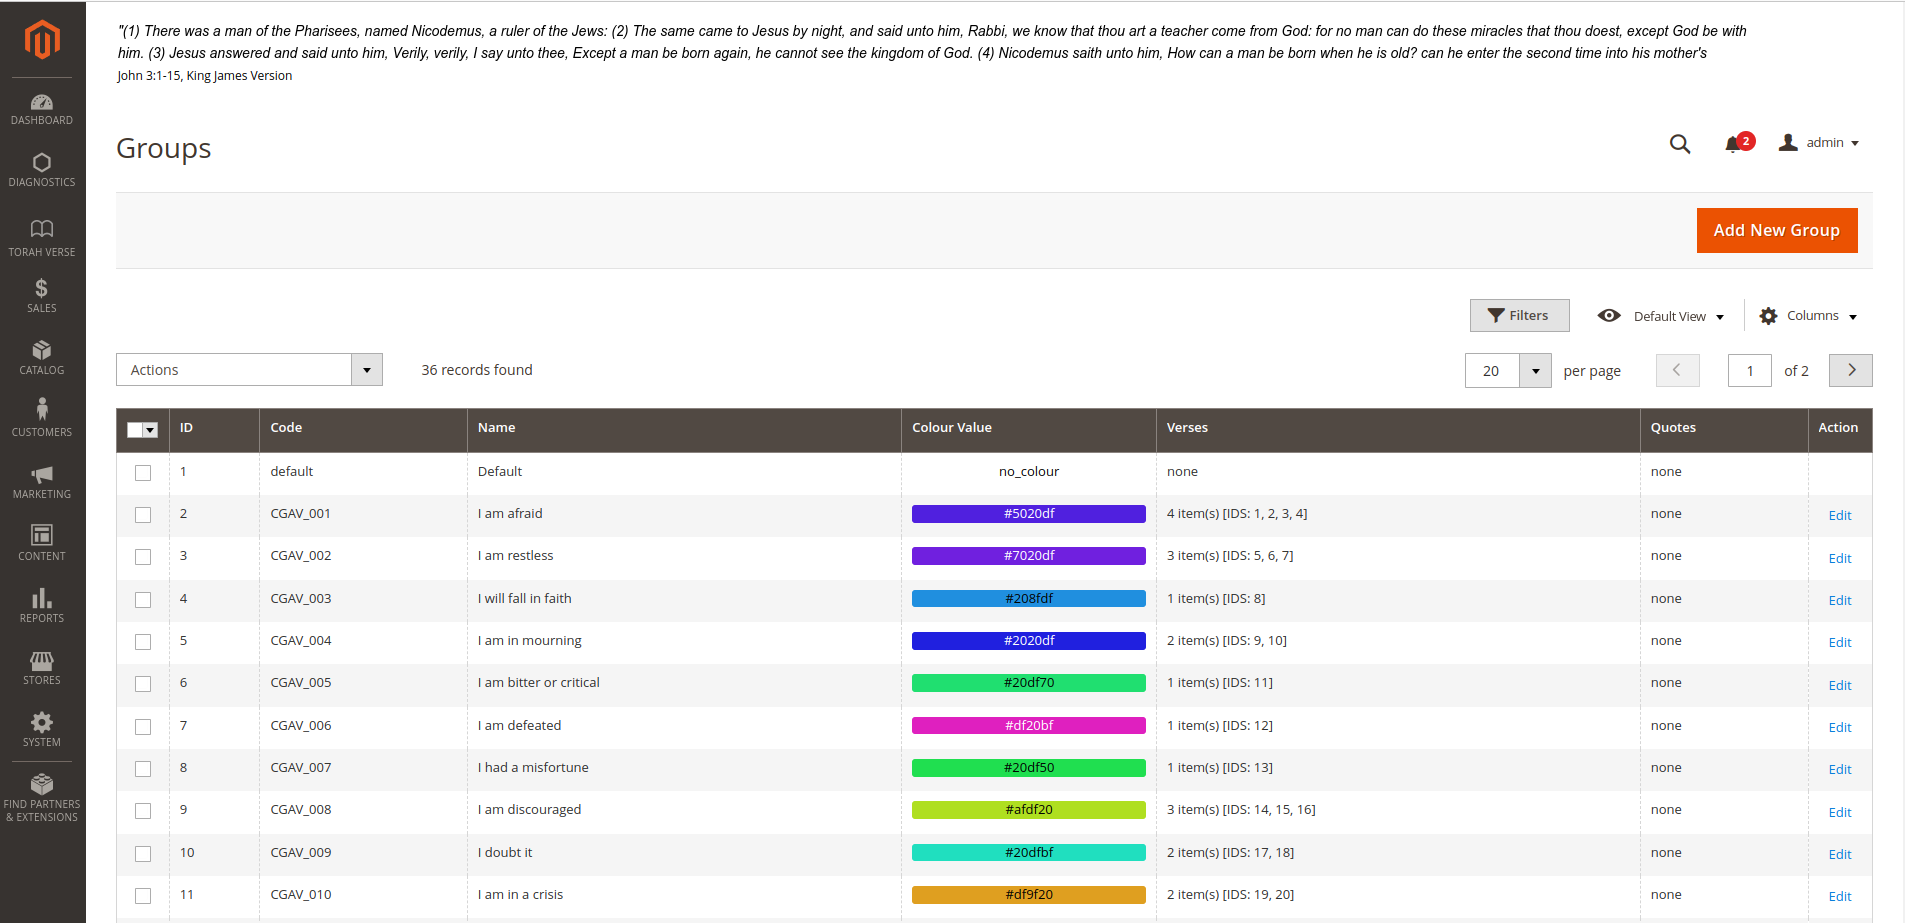 "(1) There was a man of the Pharisees, named Nicodemus, a ruler of the Jews: (2) The same came to Jesus by night, and said unto him, Rabbi, we know that thou art a teacher come from God: for no man can do these miracles that thou doest, except God be with
him. (3) Jesus answered and said unto him, Verily, verily, I say unto thee, Except a man be born again, he cannot see the kingdom of God. (4) Nicodemus saith unto him, How can a man be born when he is old? can he enter the second time into his mother's
John 3:1-15, King James Version
DASHBOARD
DIAGNOSTICS
TORAH VERSE
SALES
CATALOG
CUSTOMERS
MARKETING
CONTENT
REPORTS
STORES
SYSTEM
FIND PARTNERS
& EXTENSIONS
Groups
2 admin
Add New Group
Filters Default View Columns
Actions 36 records found 20 per page 1 of 2
ID Code Name Colour Value Verses Quotes Action
1 default Default no_colour none none
2 CGAV_001 I am afraid #5020df 4 item(s) [IDS: 1, 2, 3, 4] none Edit
3 CGAV_002 I am restless #7020df 3 item(s) [IDS: 5, 6, 7] none Edit
4 CGAV_003 I will fall in faith #208fdf 1 item(s) [IDS: 8] none Edit
5 CGAV_004 I am in mourning #2020df 2 item(s) [IDS: 9, 10] none Edit
6 CGAV_005 I am bitter or critical #20df70 1 item(s) [IDS: 11] none Edit
7 CGAV_006 I am defeated #df20bf 1 item(s) [IDS: 12] none Edit
8 CGAV_007 I had a misfortune #20df50 1 item(s) [IDS: 13] none Edit
9 CGAV_008 I am discouraged #afdf20 3 item(s) [IDS: 14, 15, 16] none Edit
10 CGAV_009 I doubt it #20dfbf 2 item(s) [IDS: 17, 18] none Edit
11 CGAV_010 I am in a crisis #df9f20 2 item(s) [IDS: 19, 20] none Edit